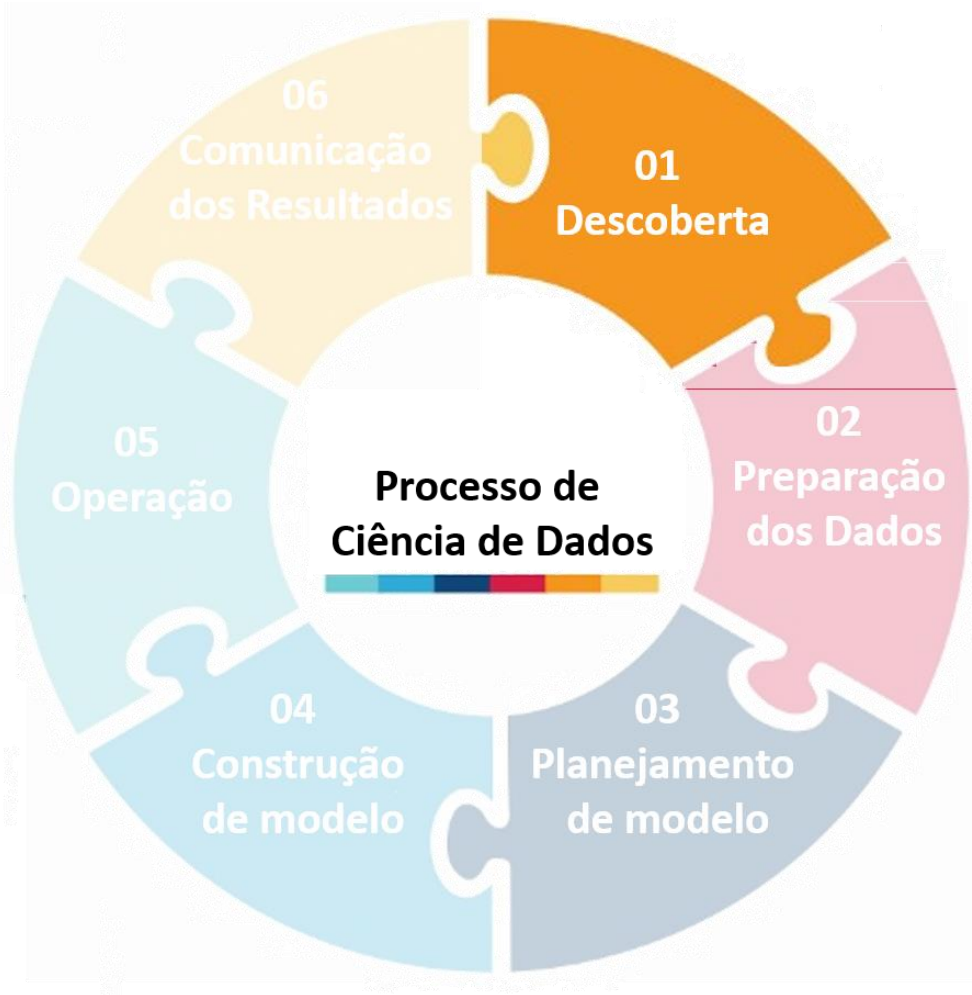 01
Descoberta
02
Preparação
dos Dados
03
Planejamento
de modelo
04
Construção
de modelo
05
Operação
06
Comunicação
dos Resultados
Processo de
Ciência de Dados